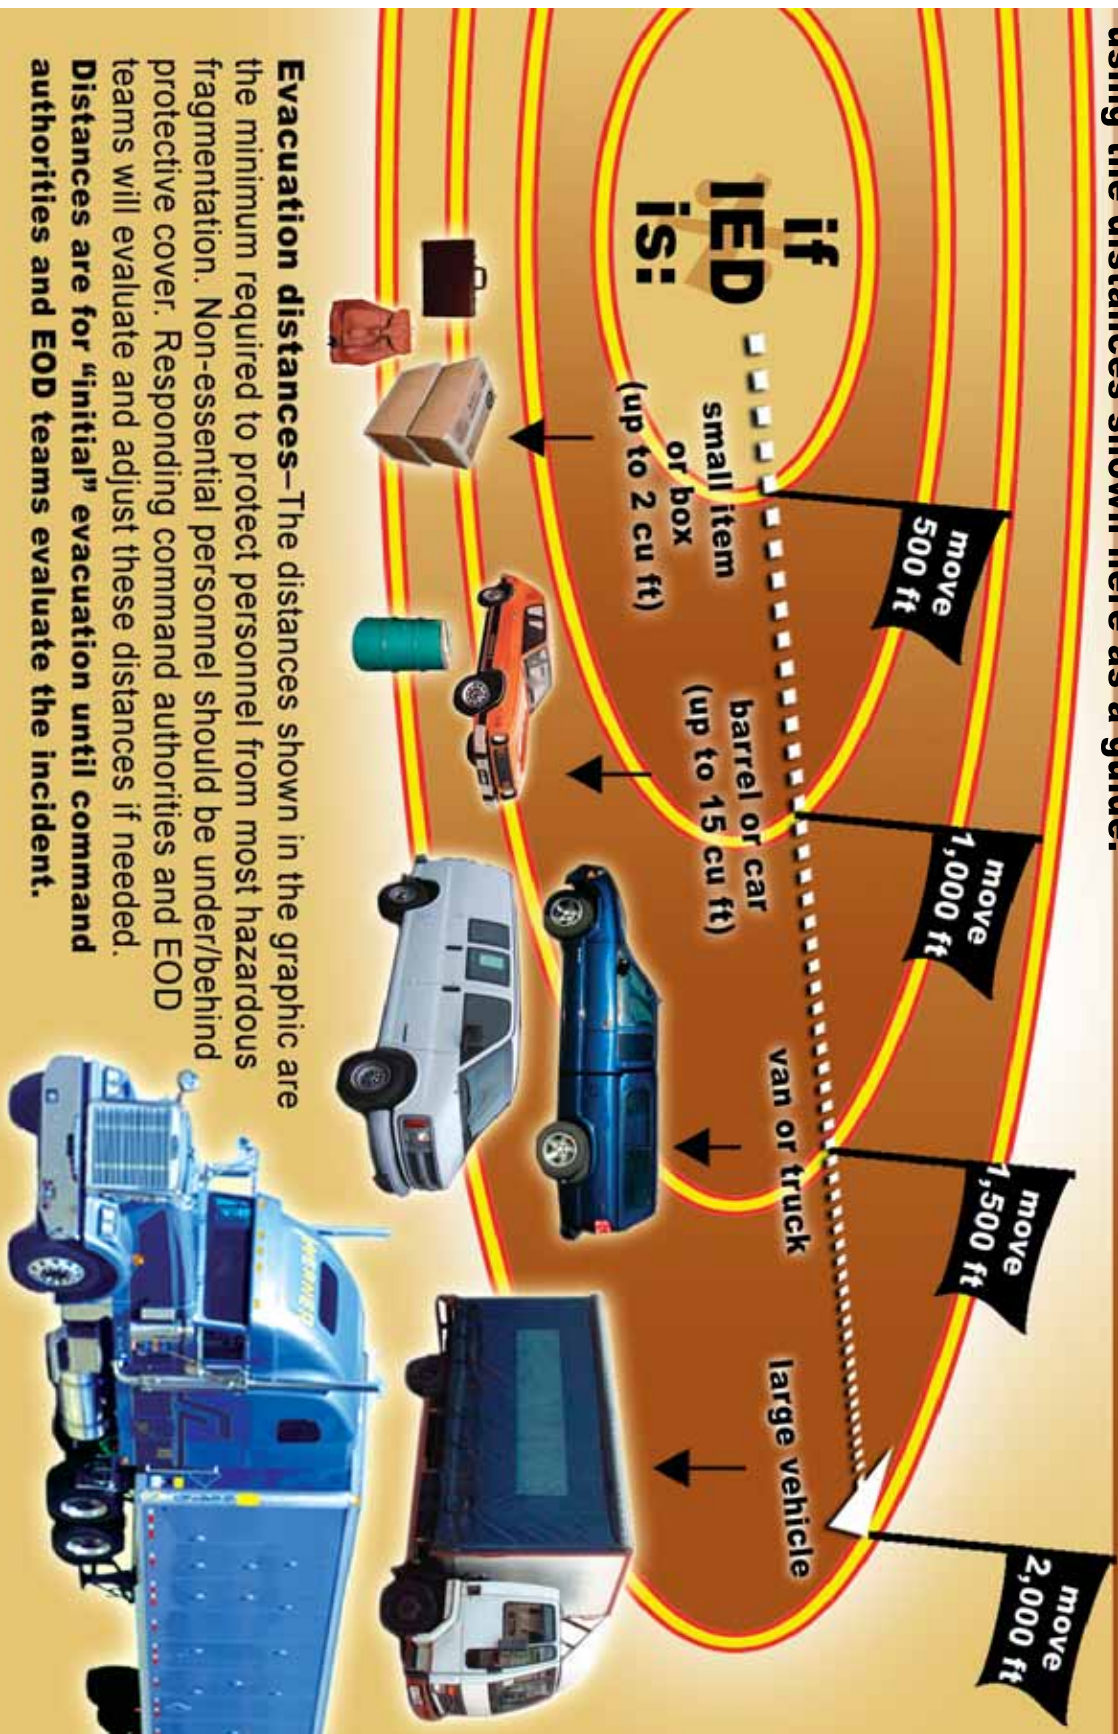 using the distances shown here as a guide.
if
IED
is:
move
500 ft
move
1,000 ft
move
1,500 ft
move
2,000 ft
small item
or box
(up to 2 cu ft)
barrel or car
(up to 15 cu ft)
van or truck
large vehicle
Evacuation distances–The distances shown in the graphic are
the minimum required to protect personnel from most hazardous
fragmentation. Non-essential personnel should be under/behind
protective cover. Responding command authorities and EOD
teams will evaluate and adjust these distances if needed.
Distances are for “initial” evacuation until command
authorities and EOD teams evaluate the incident.
WERNER